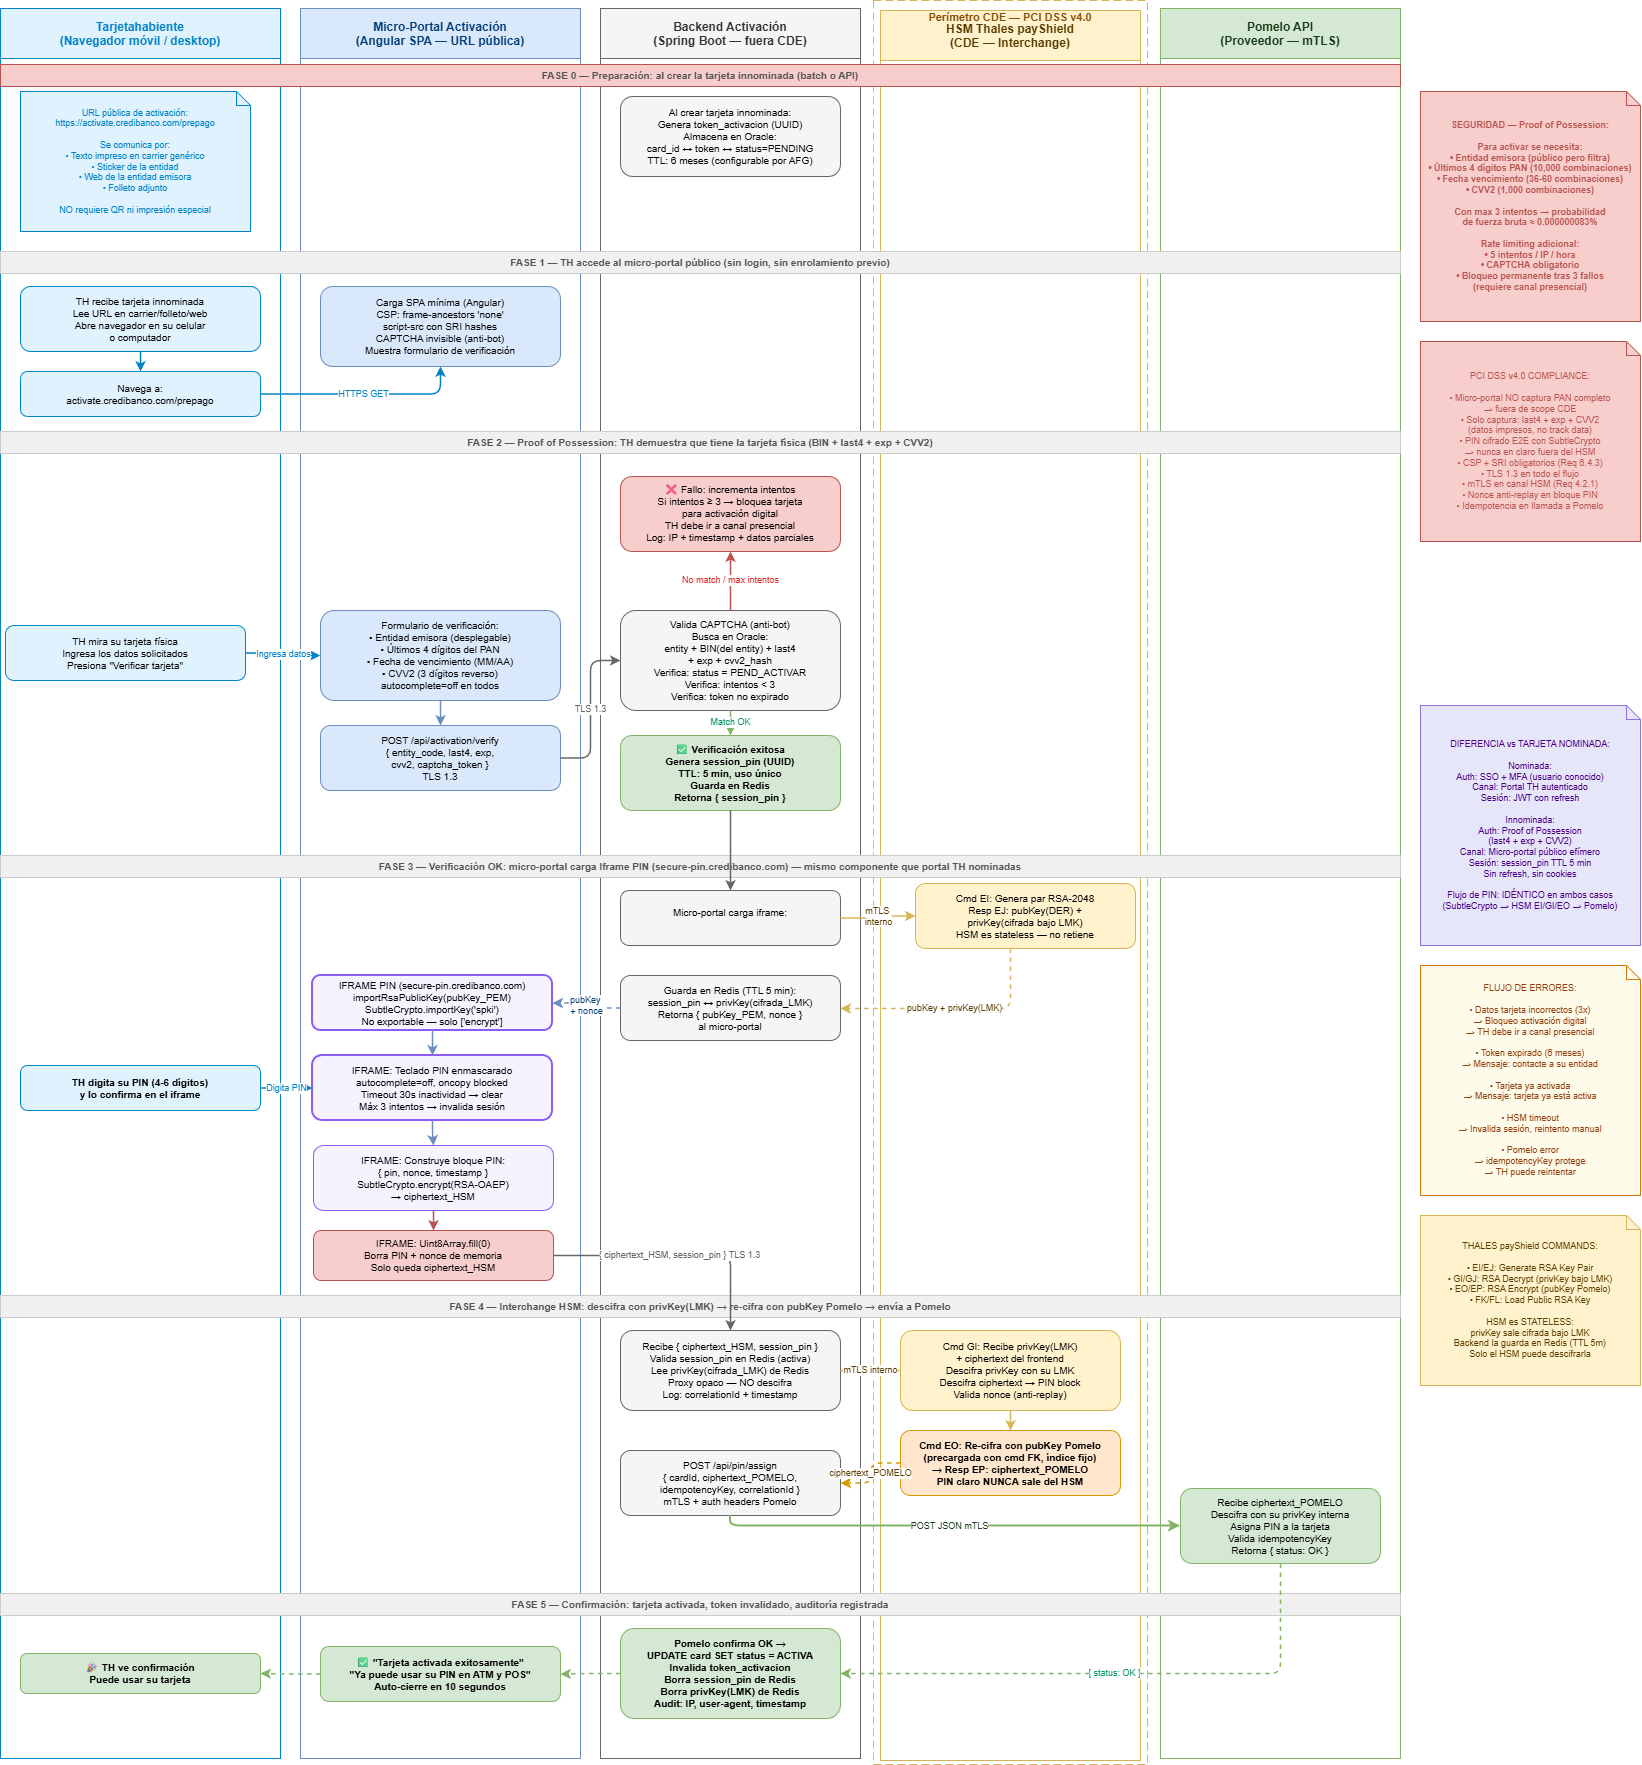 Tarjetahabiente
(Navegador móvil / desktop)
Micro-Portal Activación
(Angular SPA — URL pública)
Backend Activación
(Spring Boot — fuera CDE)
Perímetro CDE — PCI DSS v4.0
HSM Thales payShield
(CDE — Interchange)
Pomelo API
(Proveedor — mTLS)
FASE 0 — Preparación: al crear la tarjeta innominada (batch o API)
URL pública de activación:
https://activate.credibanco.com/prepago
Se comunica por:
• Texto impreso en carrier genérico
• Sticker de la entidad
• Web de la entidad emisora
• Folleto adjunto
NO requiere QR ni impresión especial
Al crear tarjeta innominada:
Genera token_activacion (UUID)
Almacena en Oracle:
card_id ↔ token ↔ status=PENDING
TTL: 6 meses (configurable por AFG)
SEGURIDAD — Proof of Possession:
Para activar se necesita:
• Entidad emisora (público pero filtra)
• Últimos 4 dígitos PAN (10,000 combinaciones)
• Fecha vencimiento (36-60 combinaciones)
• CVV2 (1,000 combinaciones)
Con max 3 intentos → probabilidad
de fuerza bruta ≈ 0.000000083%
Rate limiting adicional:
• 5 intentos / IP / hora
• CAPTCHA obligatorio
• Bloqueo permanente tras 3 fallos
(requiere canal presencial)
FASE 1 — TH accede al micro-portal público (sin login, sin enrolamiento previo)
TH recibe tarjeta innominada
Lee URL en carrier/folleto/web
Abre navegador en su celular
o computador
Navega a:
activate.credibanco.com/prepago
HTTPS GET
Carga SPA mínima (Angular)
CSP: frame-ancestors 'none'
script-src con SRI hashes
CAPTCHA invisible (anti-bot)
Muestra formulario de verificación
PCI DSS v4.0 COMPLIANCE:
• Micro-portal NO captura PAN completo
→ fuera de scope CDE
• Solo captura: last4 + exp + CVV2
(datos impresos, no track data)
• PIN cifrado E2E con SubtleCrypto
→ nunca en claro fuera del HSM
• CSP + SRI obligatorios (Req 6.4.3)
• TLS 1.3 en todo el flujo
• mTLS en canal HSM (Req 4.2.1)
• Nonce anti-replay en bloque PIN
• Idempotencia en llamada a Pomelo
FASE 2 — Proof of Possession: TH demuestra que tiene la tarjeta física (BIN + last4 + exp + CVV2)
❌ Fallo: incrementa intentos
Si intentos ≥ 3 → bloquea tarjeta
para activación digital
TH debe ir a canal presencial
Log: IP + timestamp + datos parciales
No match / max intentos
TH mira su tarjeta física
Ingresa los datos solicitados
Presiona "Verificar tarjeta"
Ingresa datos
Formulario de verificación:
• Entidad emisora (desplegable)
• Últimos 4 dígitos del PAN
• Fecha de vencimiento (MM/AA)
• CVV2 (3 dígitos reverso)
autocomplete=off en todos
POST /api/activation/verify
{ entity_code, last4, exp,
cvv2, captcha_token }
TLS 1.3
TLS 1.3
Valida CAPTCHA (anti-bot)
Busca en Oracle:
entity + BIN(del entity) + last4
+ exp + cvv2_hash
Verifica: status = PEND_ACTIVAR
Verifica: intentos < 3
Verifica: token no expirado
Match OK
✅ Verificación exitosa
Genera session_pin (UUID)
TTL: 5 min, uso único
Guarda en Redis
Retorna { session_pin }
DIFERENCIA vs TARJETA NOMINADA:
Nominada:
Auth: SSO + MFA (usuario conocido)
Canal: Portal TH autenticado
Sesión: JWT con refresh
Innominada:
Auth: Proof of Possession
(last4 + exp + CVV2)
Canal: Micro-portal público efímero
Sesión: session_pin TTL 5 min
Sin refresh, sin cookies
Flujo de PIN: IDÉNTICO en ambos casos
(SubtleCrypto → HSM EI/GI/EO → Pomelo)
FASE 3 — Verificación OK: micro-portal carga Iframe PIN (secure-pin.credibanco.com) — mismo componente que portal TH nominadas
Micro-portal carga iframe:
mTLS
interno
Cmd EI: Genera par RSA-2048
Resp EJ: pubKey(DER) +
privKey(cifrada bajo LMK)
HSM es stateless — no retiene
IFRAME PIN (secure-pin.credibanco.com)
importRsaPublicKey(pubKey_PEM)
SubtleCrypto.importKey('spki')
No exportable — solo ['encrypt']
pubKey
+ nonce
Guarda en Redis (TTL 5 min):
session_pin ↔ privKey(cifrada_LMK)
Retorna { pubKey_PEM, nonce }
al micro-portal
pubKey + privKey(LMK)
TH digita su PIN (4-6 dígitos)
y lo confirma en el iframe
Digita PIN
IFRAME: Teclado PIN enmascarado
autocomplete=off, oncopy blocked
Timeout 30s inactividad → clear
Máx 3 intentos → invalida sesión
IFRAME: Construye bloque PIN:
{ pin, nonce, timestamp }
SubtleCrypto.encrypt(RSA-OAEP)
→ ciphertext_HSM
IFRAME: Uint8Array.fill(0)
Borra PIN + nonce de memoria
Solo queda ciphertext_HSM
{ ciphertext_HSM, session_pin } TLS 1.3
FLUJO DE ERRORES:
• Datos tarjeta incorrectos (3x)
→ Bloqueo activación digital
→ TH debe ir a canal presencial
• Token expirado (6 meses)
→ Mensaje: contacte a su entidad
• Tarjeta ya activada
→ Mensaje: tarjeta ya está activa
• HSM timeout
→ Invalida sesión, reintento manual
• Pomelo error
→ idempotencyKey protege
→ TH puede reintentar
FASE 4 — Interchange HSM: descifra con privKey(LMK) → re-cifra con pubKey Pomelo → envía a Pomelo
Recibe { ciphertext_HSM, session_pin }
Valida session_pin en Redis (activa)
Lee privKey(cifrada_LMK) de Redis
Proxy opaco — NO descifra
Log: correlationId + timestamp
mTLS interno
Cmd GI: Recibe privKey(LMK)
+ ciphertext del frontend
Descifra privKey con su LMK
Descifra ciphertext → PIN block
Valida nonce (anti-replay)
Cmd EO: Re-cifra con pubKey Pomelo
(precargada con cmd FK, índice fijo)
→ Resp EP: ciphertext_POMELO
PIN claro NUNCA sale del HSM
ciphertext_POMELO
POST /api/pin/assign
{ cardId, ciphertext_POMELO,
idempotencyKey, correlationId }
mTLS + auth headers Pomelo
POST JSON mTLS
Recibe ciphertext_POMELO
Descifra con su privKey interna
Asigna PIN a la tarjeta
Valida idempotencyKey
Retorna { status: OK }
THALES payShield COMMANDS:
• EI/EJ: Generate RSA Key Pair
• GI/GJ: RSA Decrypt (privKey bajo LMK)
• EO/EP: RSA Encrypt (pubKey Pomelo)
• FK/FL: Load Public RSA Key
HSM es STATELESS:
privKey sale cifrada bajo LMK
Backend la guarda en Redis (TTL 5m)
Solo el HSM puede descifrarla
FASE 5 — Confirmación: tarjeta activada, token invalidado, auditoría registrada
🎉 TH ve confirmación
Puede usar su tarjeta
✅ "Tarjeta activada exitosamente"
"Ya puede usar su PIN en ATM y POS"
Auto-cierre en 10 segundos
Pomelo confirma OK →
UPDATE card SET status = ACTIVA
Invalida token_activacion
Borra session_pin de Redis
Borra privKey(LMK) de Redis
Audit: IP, user-agent, timestamp
{ status: OK }